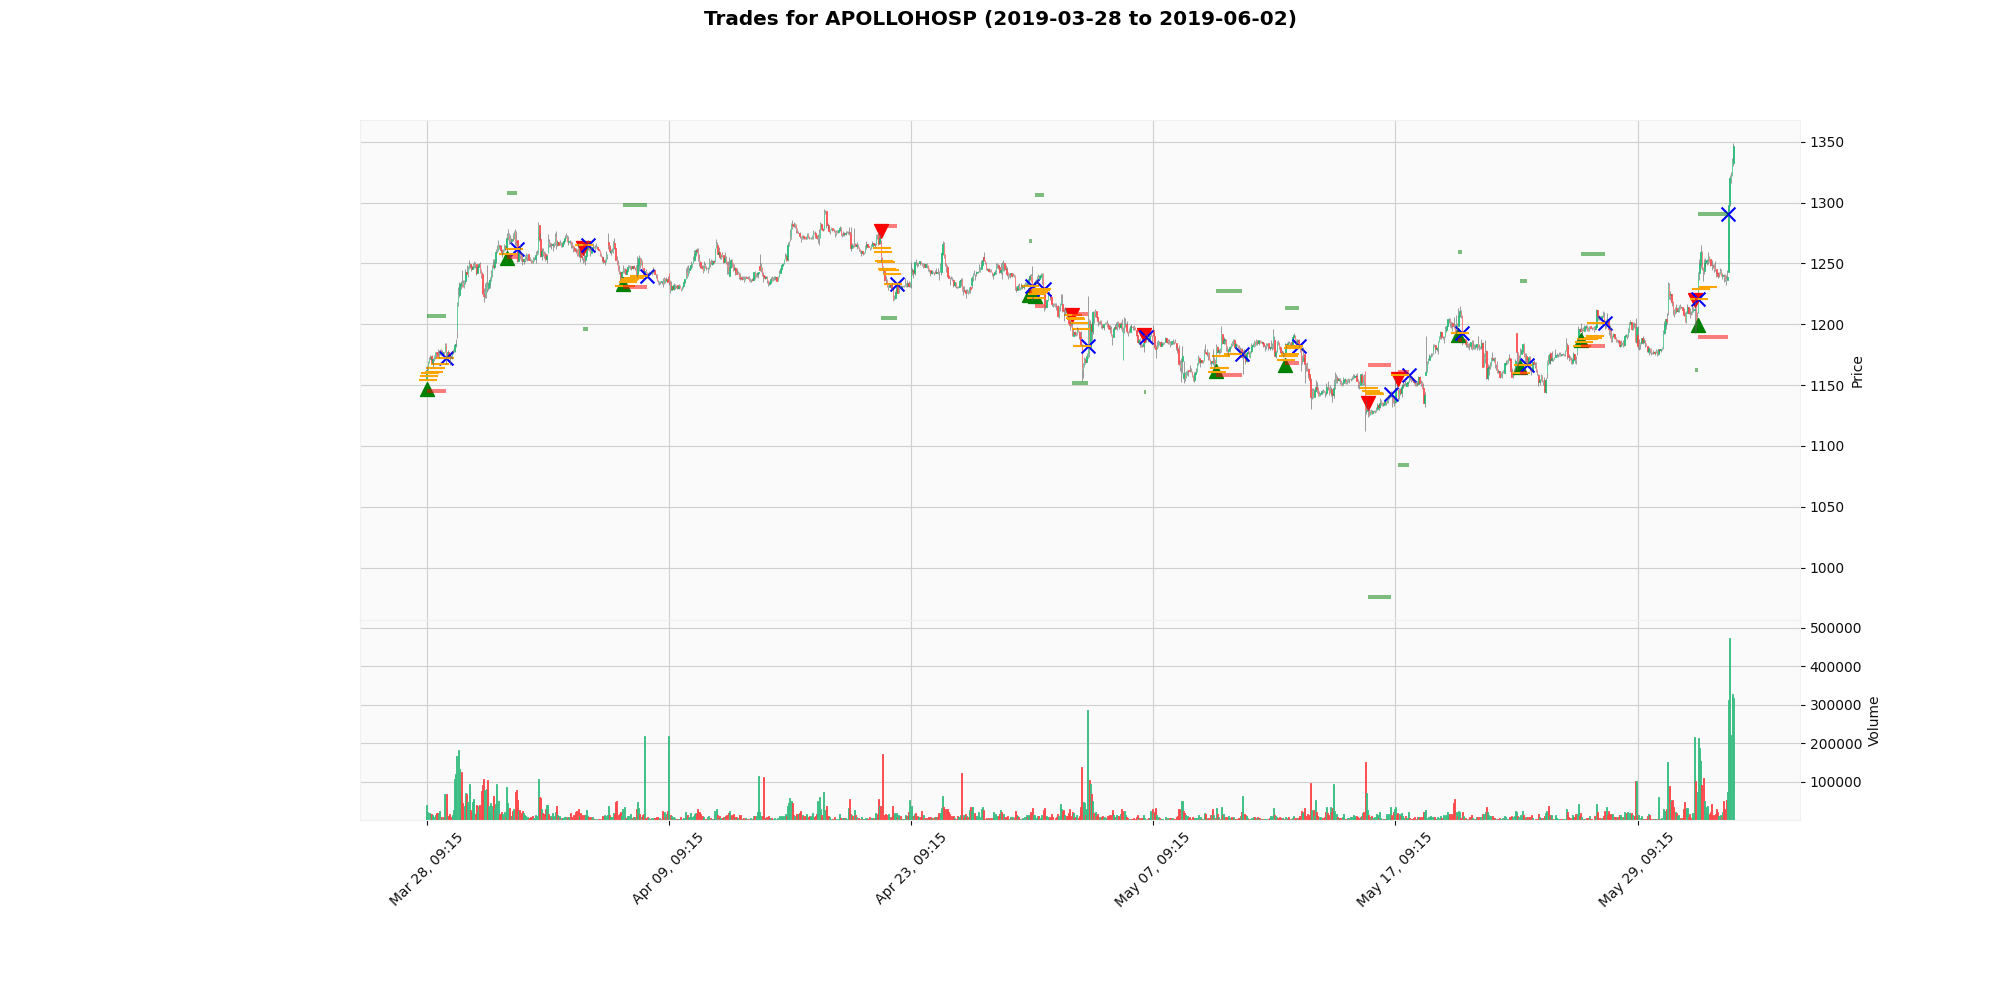 Trades for APOLLOHOSP (2019-03-28 to 2019-06-02)
1350
1300
1250
1200
1150
1100
1050
1000
Price
500000
400000
300000
200000
100000
Volume
Mar 28, 09:15
Apr 09, 09:15
Apr 23, 09:15
May 07, 09:15
May 17, 09:15
May 29, 09:15